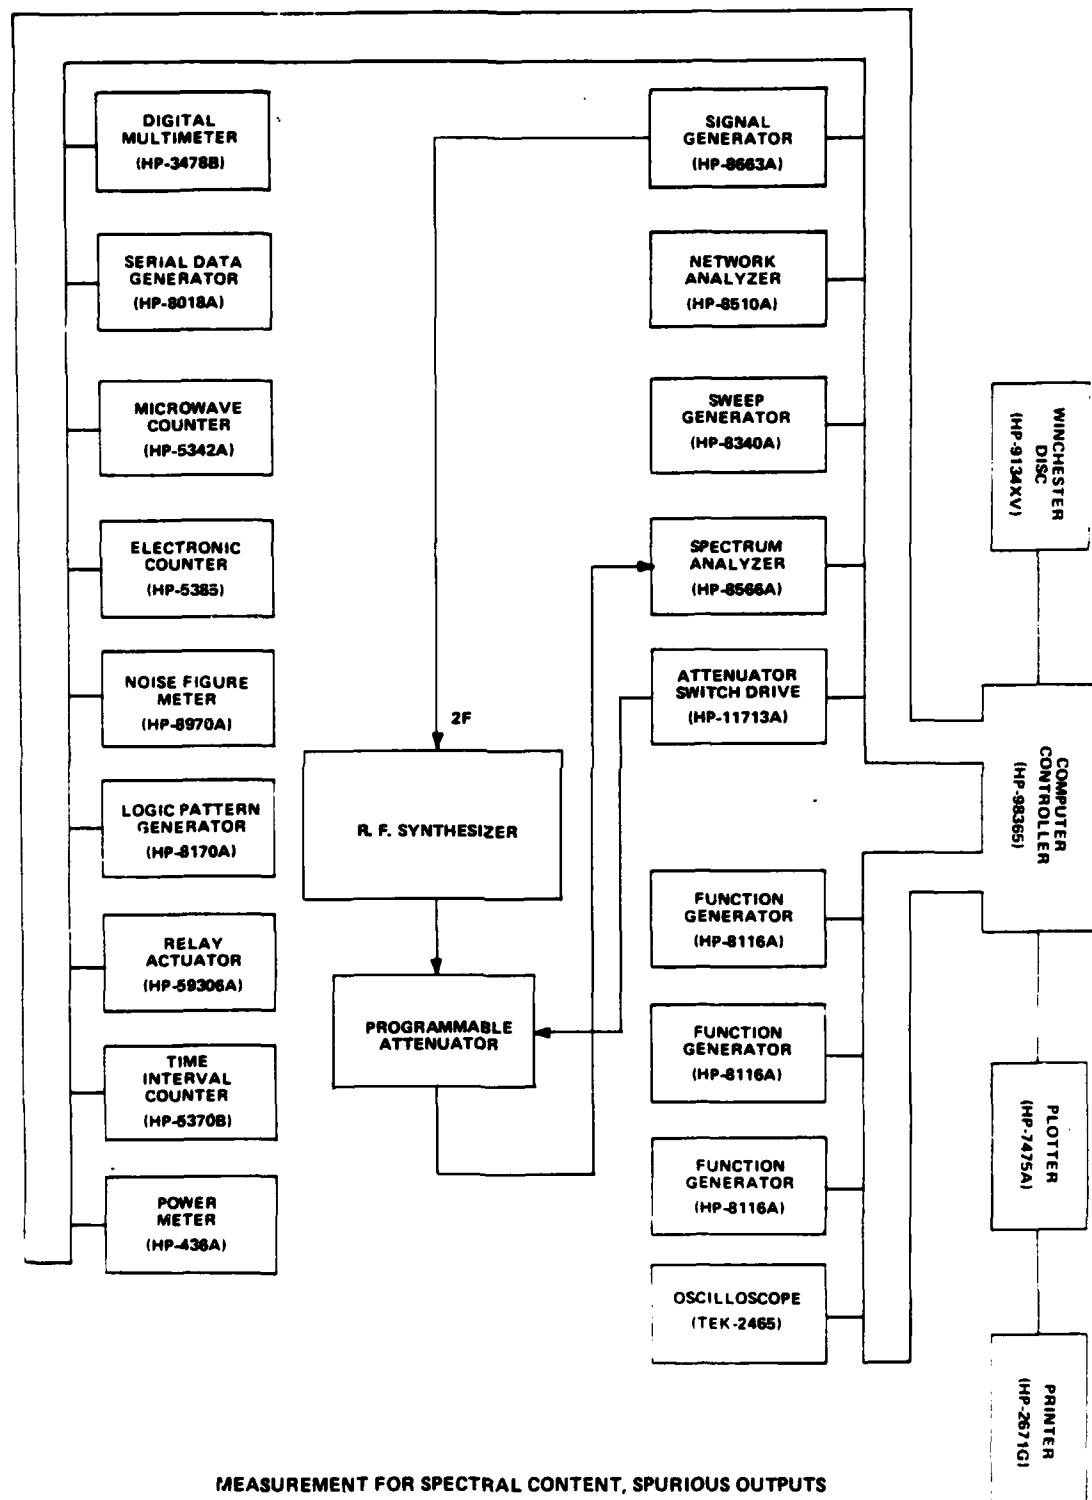 DIGITAL
MULTIMETER
(HP-3478B)
SERIAL DATA
GENERATOR
(HP-8018A)
MICROWAVE
COUNTER
(HP-5342A)
ELECTRONIC
COUNTER
(HP-5385)
NOISE FIGURE
METER
(HP-8970A)
LOGIC PATTERN
GENERATOR
(HP-8170A)
RELAY
ACTUATOR
(HP-59306A)
TIME
INTERVAL
COUNTER
(HP-5370B)
POWER
METER
(HP-436A)
2F
R. F. SYNTHESIZER
PROGRAMMABLE
ATTENUATOR
SIGNAL
GENERATOR
(HP-8663A)
NETWORK
ANALYZER
(HP-8510A)
SWEEP
GENERATOR
(HP-8340A)
SPECTRUM
ANALYZER
(HP-8566A)
ATTENUATOR
SWITCH DRIVE
(HP-11713A)
FUNCTION
GENERATOR
(HP-8116A)
FUNCTION
GENERATOR
(HP-8116A)
FUNCTION
GENERATOR
(HP-8116A)
OSCILLOSCOPE
(TEK-2465)
WINCHESTER
DISC
(HP-9134XV)
COMPUTER
CONTROLLER
(HP-98365)
PLOTTER
(HP-7475A)
PRINTER
(HP-2671G)
MEASUREMENT FOR SPECTRAL CONTENT, SPURIOUS OUTPUTS